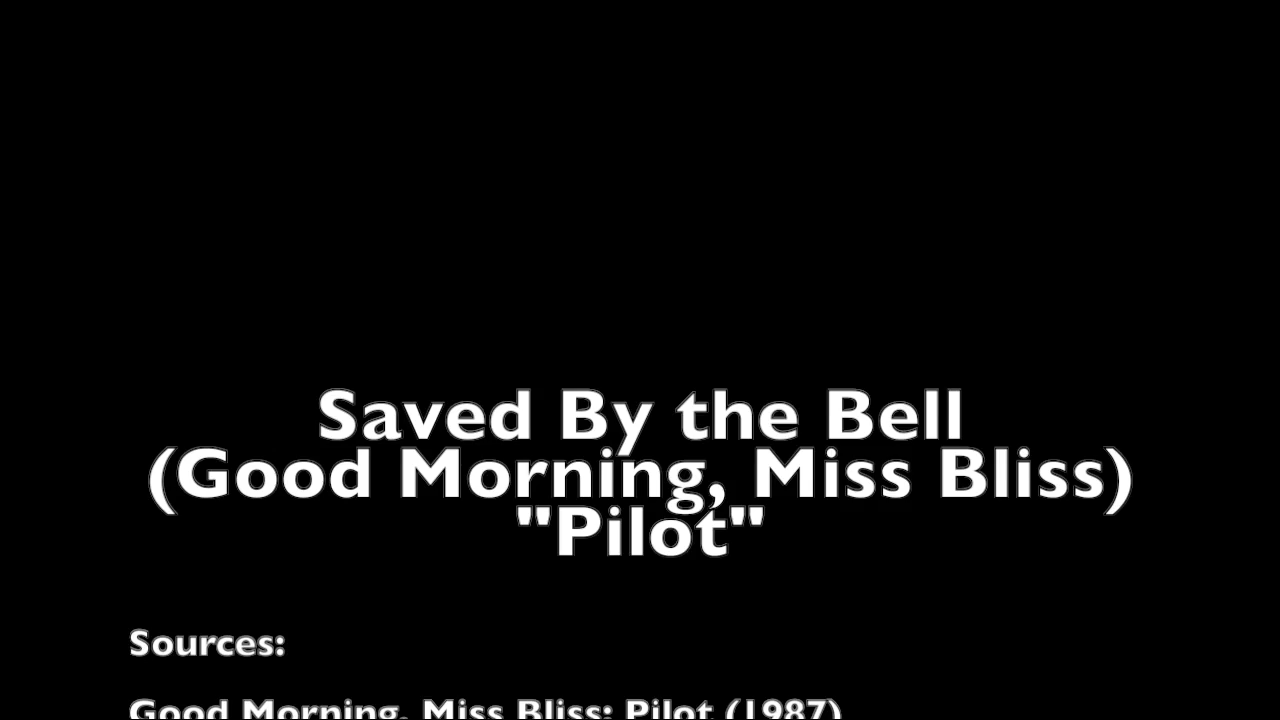 Saved By the Bell
(Good Morning, Miss Bliss)
"Pilot"
Sources:
Good Morning, Miss Bliss: Pilot (1987)